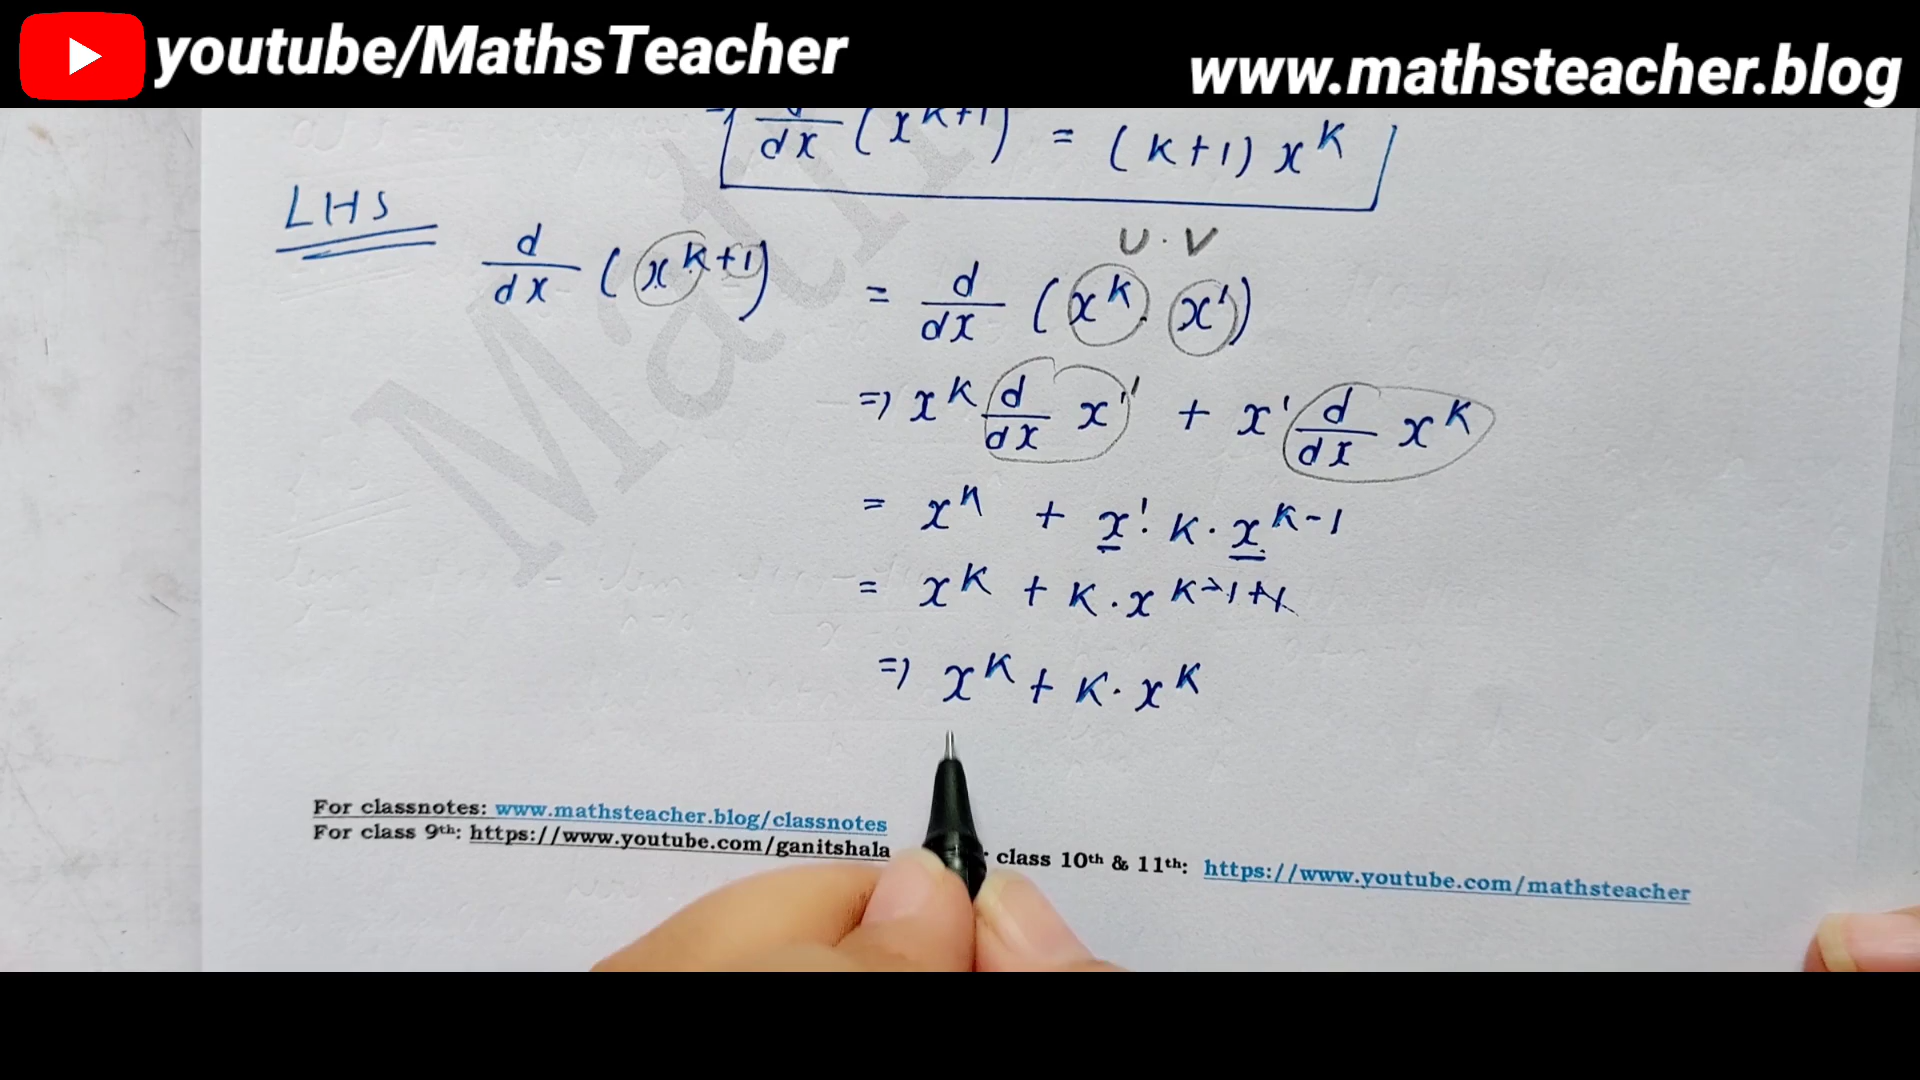 youtube/MathsTeacher
www.mathsteacher.blog
d/dx (x^(K+1)) = (K+1) x^K
LHS
U . V
d/dx (x^(K+1)) = d/dx (x^K . x^1)
=> x^K d/dx x^1 + x^1 d/dx x^K
= x^K + x^1 . K . x^(K-1)
= x^K + K . x^(K-1+1)
=> x^K + K . x^K
For classnotes: www.mathsteacher.blog/classnotes
For class 9th: https://www.youtube.com/ganitshala class 10th & 11th: https://www.youtube.com/mathsteacher